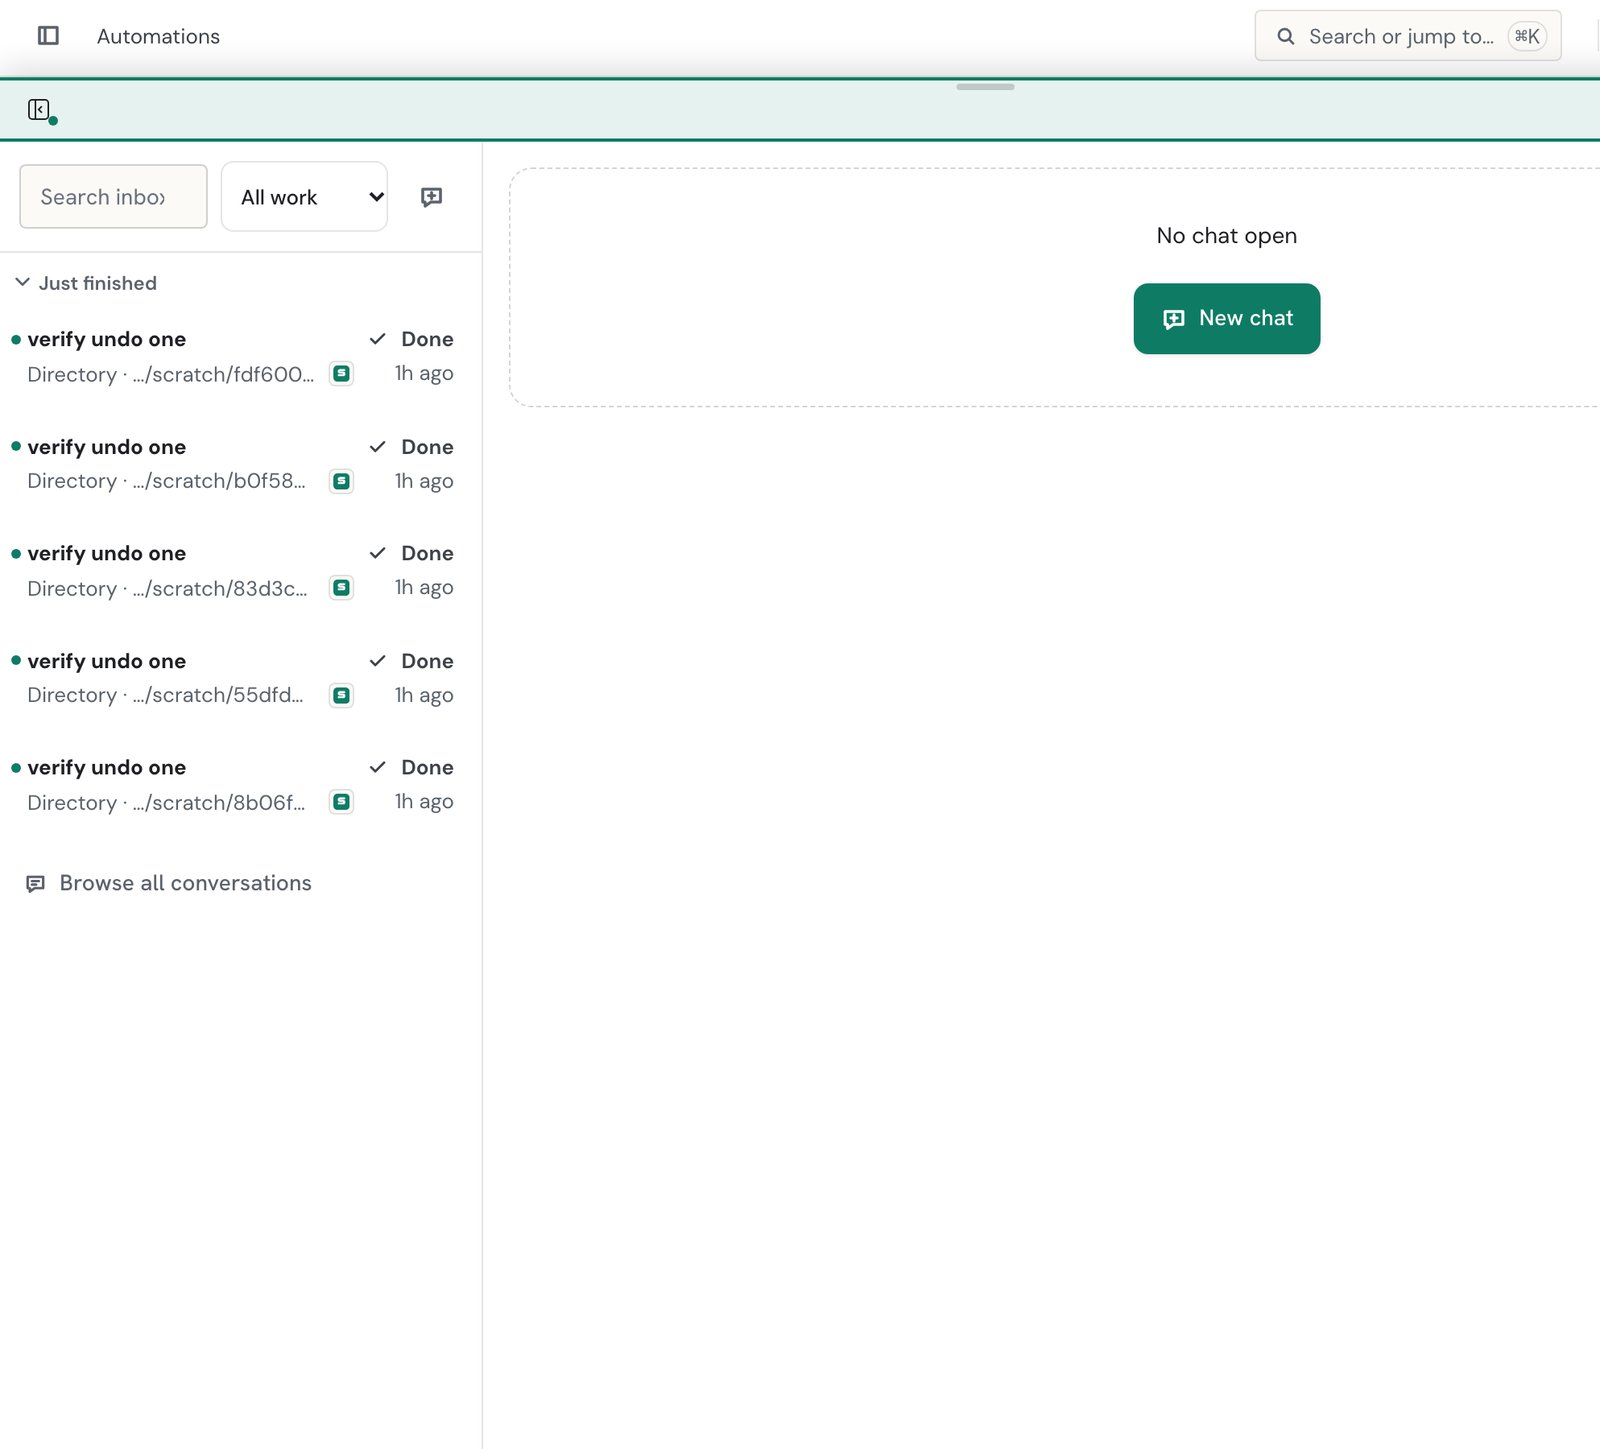 Automations
Search or jump to... ⌘K
Search inbox
All work
Just finished
verify undo one
Done
Directory · .../scratch/fdf600...
S
1h ago
verify undo one
Done
Directory · .../scratch/b0f58...
S
1h ago
verify undo one
Done
Directory · .../scratch/83d3c...
S
1h ago
verify undo one
Done
Directory · .../scratch/55dfd...
S
1h ago
verify undo one
Done
Directory · .../scratch/8b06f...
S
1h ago
Browse all conversations
No chat open
New chat